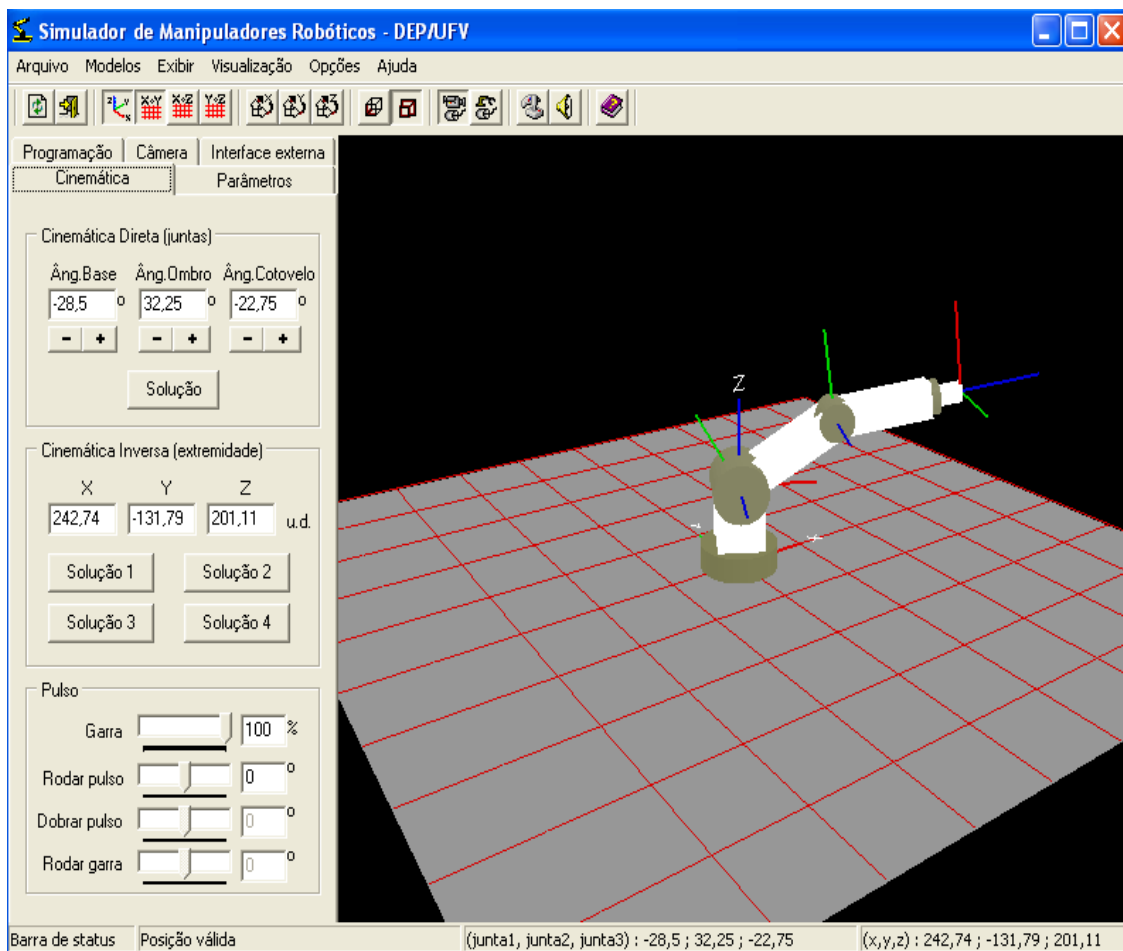 Simulador de Manipuladores Robóticos - DEP/UFV
Arquivo Modelos Exibir Visualização Opções Ajuda
z y x X+Y X+Z Y+Z X Y Z
Programação Câmera Interface externa
Cinemática Parâmetros
Cinemática Direta (juntas)
Âng.Base Âng.Ombro Âng.Cotovelo
-28,5 º 32,25 º -22,75 º
- + - + - +
Solução
Cinemática Inversa (extremidade)
X Y Z
242,74 -131,79 201,11 u.d.
Solução 1 Solução 2
Solução 3 Solução 4
Pulso
Garra 100 %
Rodar pulso 0 º
Dobrar pulso 0 º
Rodar garra 0 º
Z
Barra de status Posição válida (junta1, junta2, junta3) : -28,5 ; 32,25 ; -22,75 (x,y,z) : 242,74 ; -131,79 ; 201,11